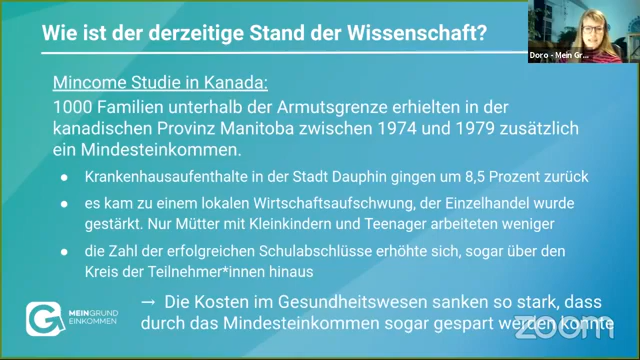 Wie ist der derzeitige Stand der Wissenschaft?
Doro - Mein Gr...
Mincome Studie in Kanada:
1000 Familien unterhalb der Armutsgrenze erhielten in der
kanadischen Provinz Manitoba zwischen 1974 und 1979 zusätzlich
ein Mindesteinkommen.
● Krankenhausaufenthalte in der Stadt Dauphin gingen um 8,5 Prozent zurück
● es kam zu einem lokalen Wirtschaftsaufschwung, der Einzelhandel wurde
gestärkt. Nur Mütter mit Kleinkindern und Teenager arbeiteten weniger
● die Zahl der erfolgreichen Schulabschlüsse erhöhte sich, sogar über den
Kreis der Teilnehmer*innen hinaus
→ Die Kosten im Gesundheitswesen sanken so stark, dass
durch das Mindesteinkommen sogar gespart werden konnte
G
MEINGRUND
EINKOMMEN
zoom